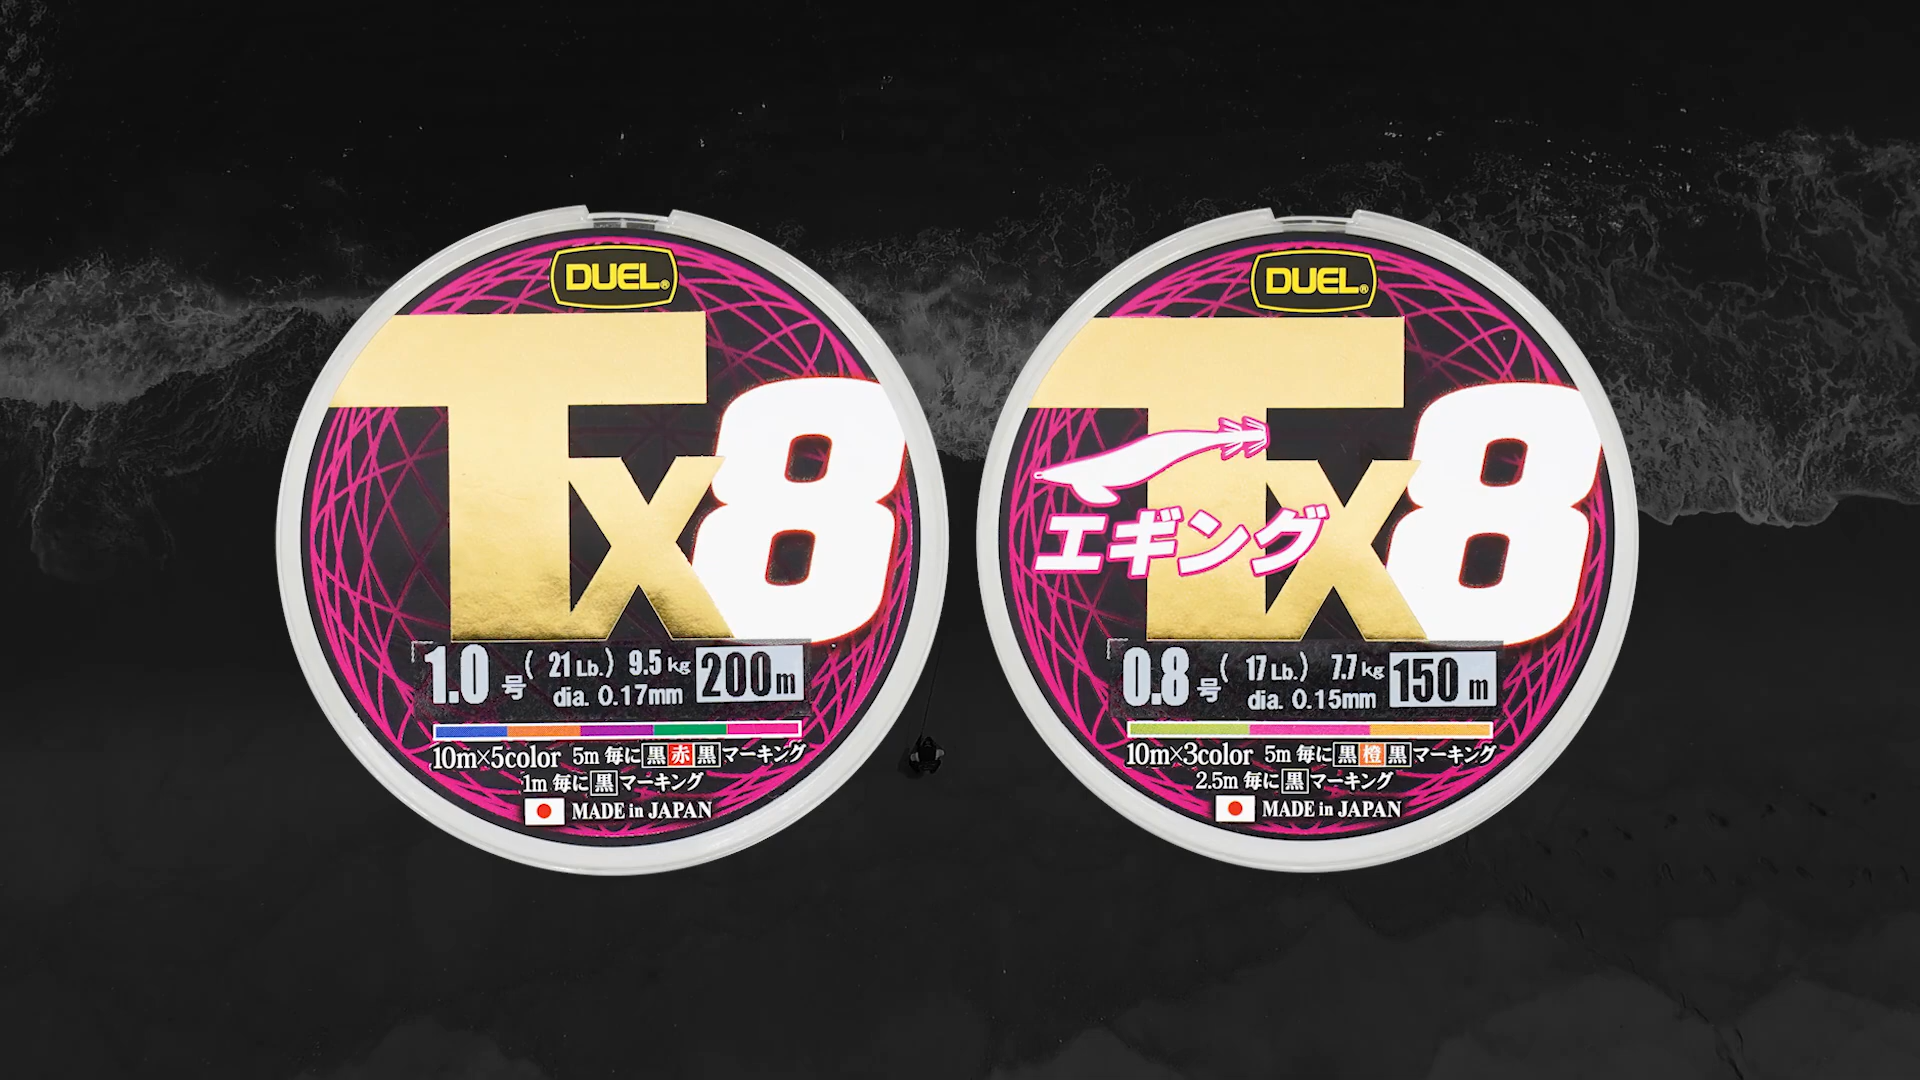 DUEL®
Tx8
1.0号 (21Lb.) 9.5kg 200m
dia. 0.17mm
10m×5color 5m 毎に黒赤黒マーキング
1m 毎に黒マーキング
MADE in JAPAN
DUEL®
Tx8
エギング
0.8号 (17Lb.) 7.7kg 150m
dia. 0.15mm
10m×3color 5m 毎に黒橙黒マーキング
2.5m 毎に黒マーキング
MADE in JAPAN